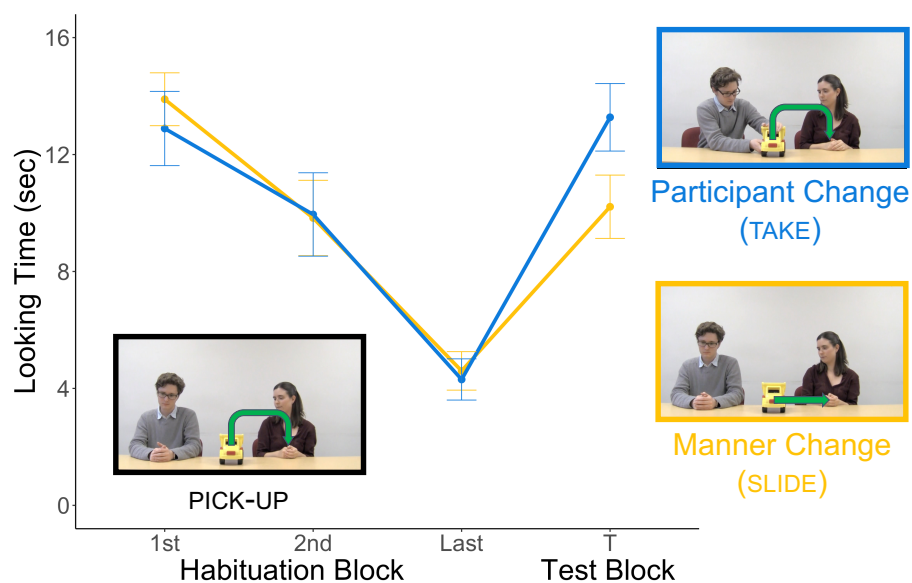 16
12
8
4
0
Looking Time (sec)
1st
2nd
Last
T
Habituation Block
Test Block
PICK-UP
Participant Change
(TAKE)
Manner Change
(SLIDE)